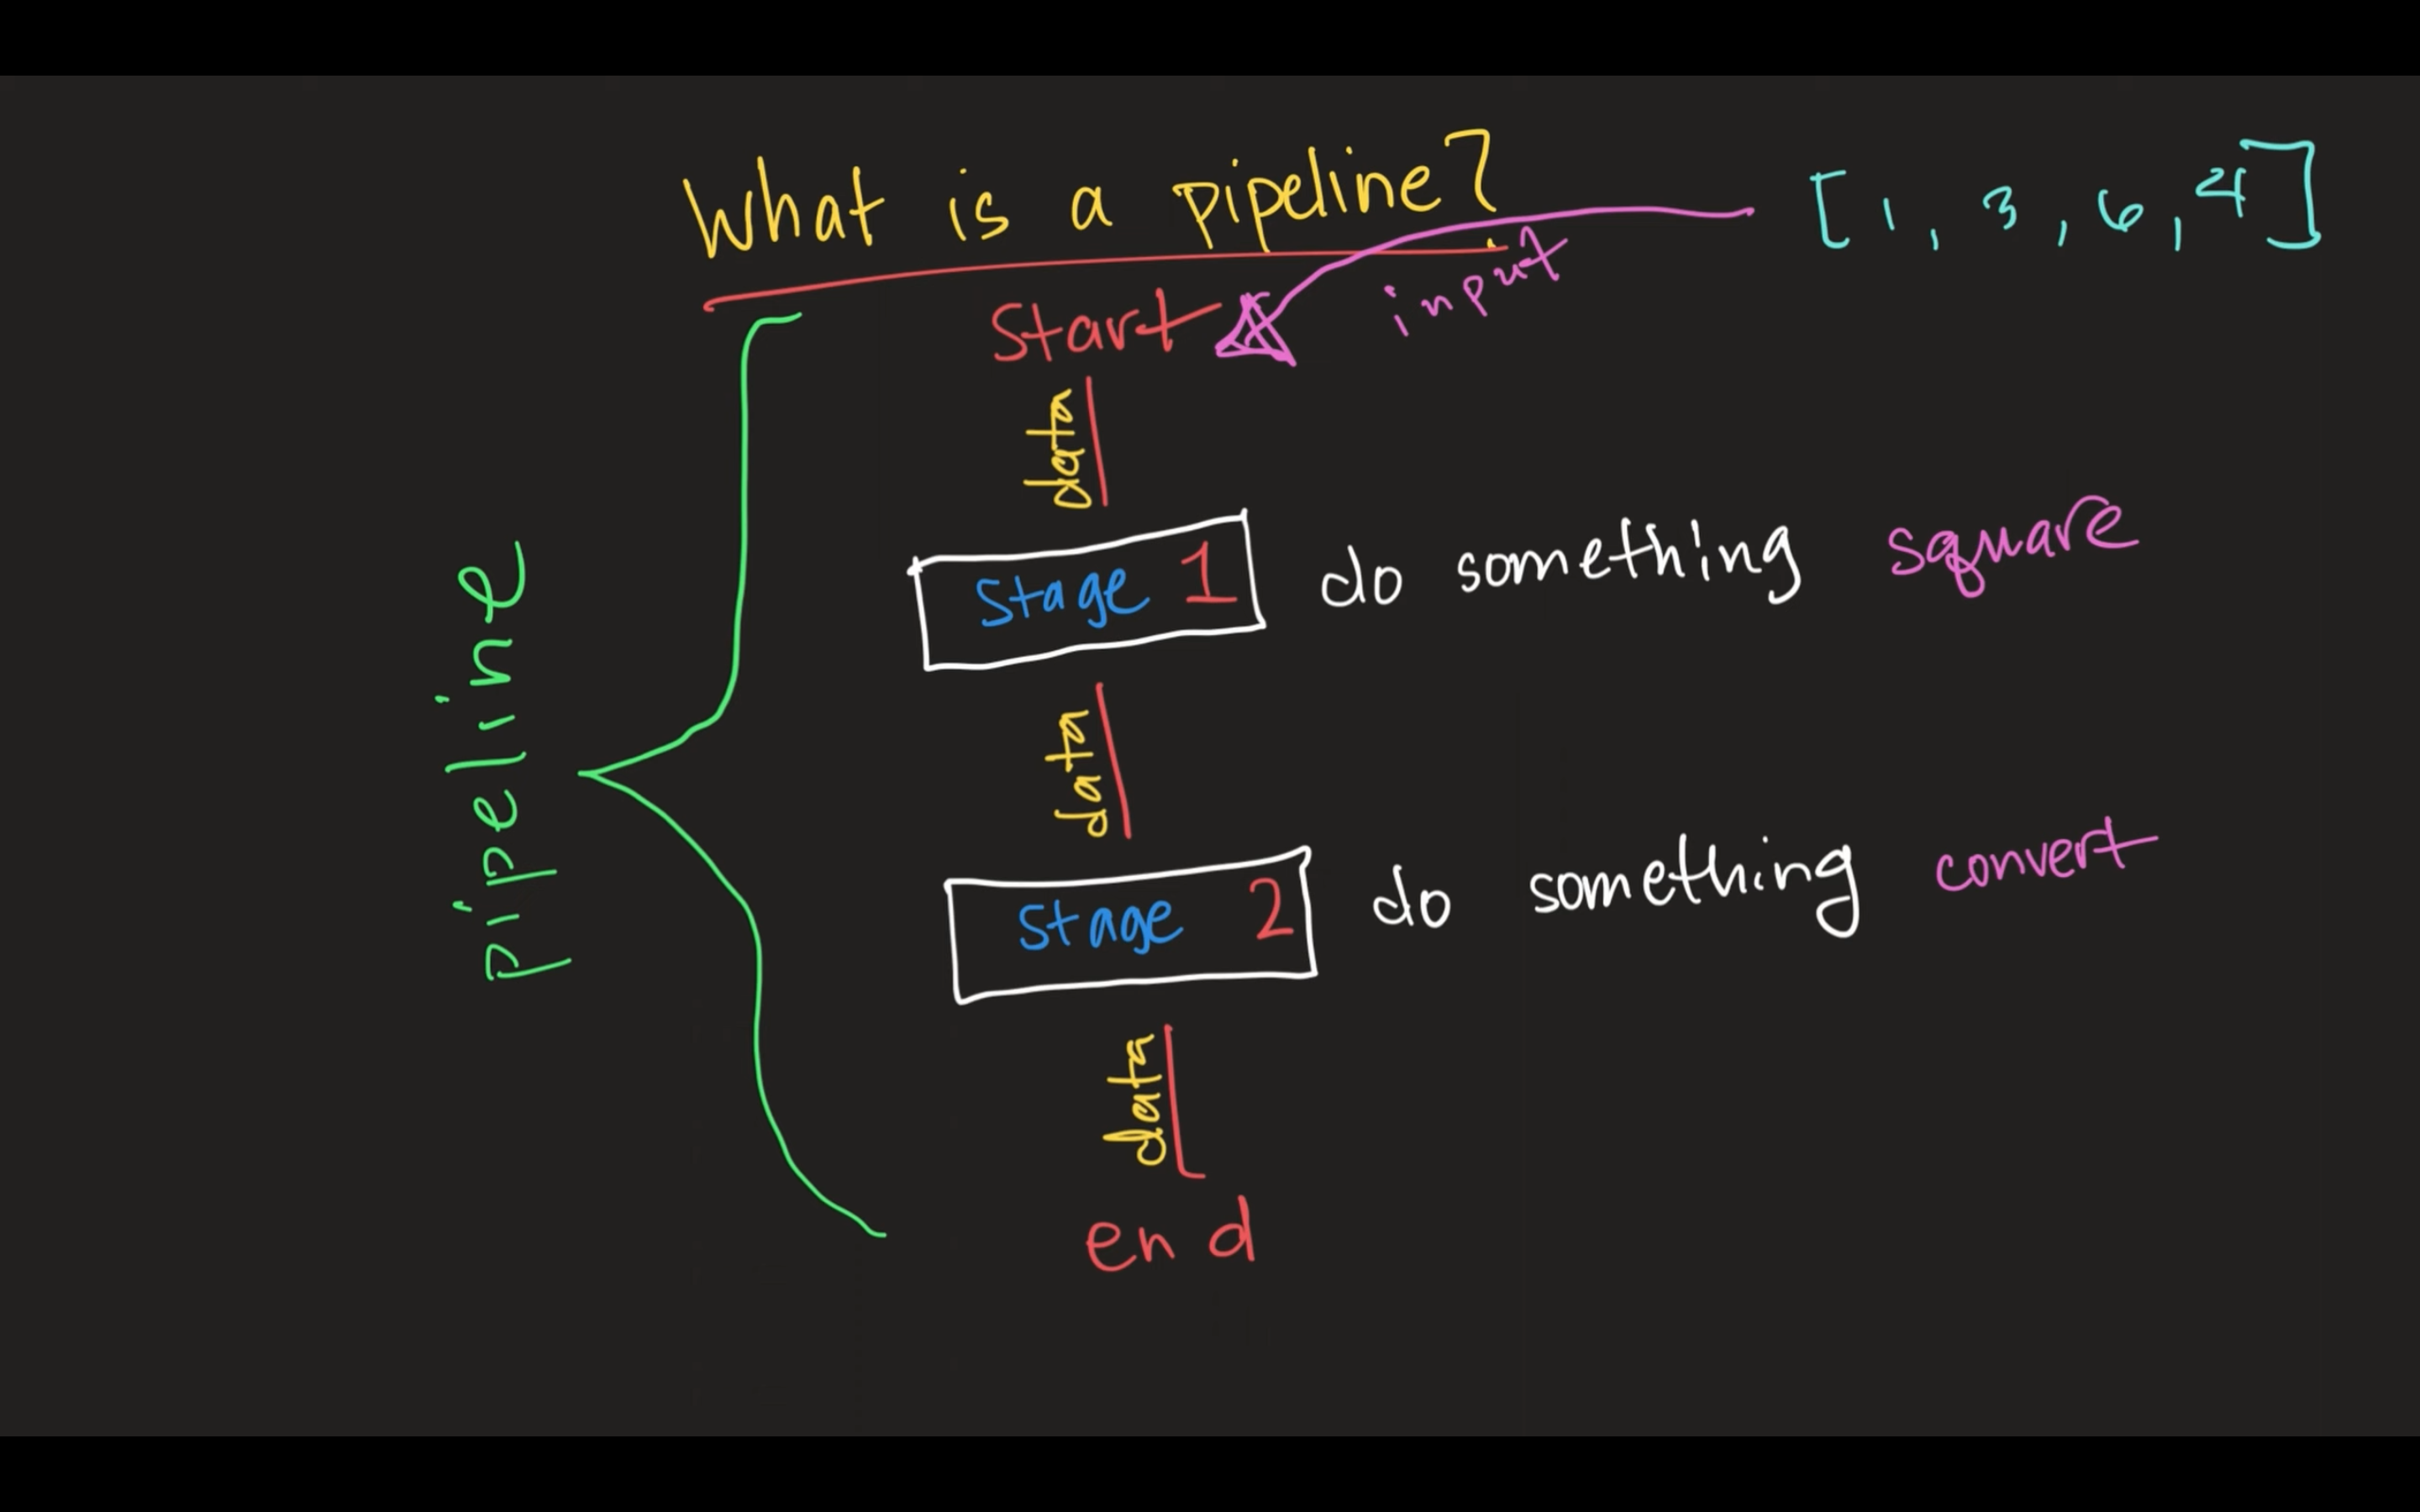 What is a pipeline?
[1, 3, 6, 4]
start
input
data
stage 1 do something square
pipeline
data
stage 2 do something convert
data
end